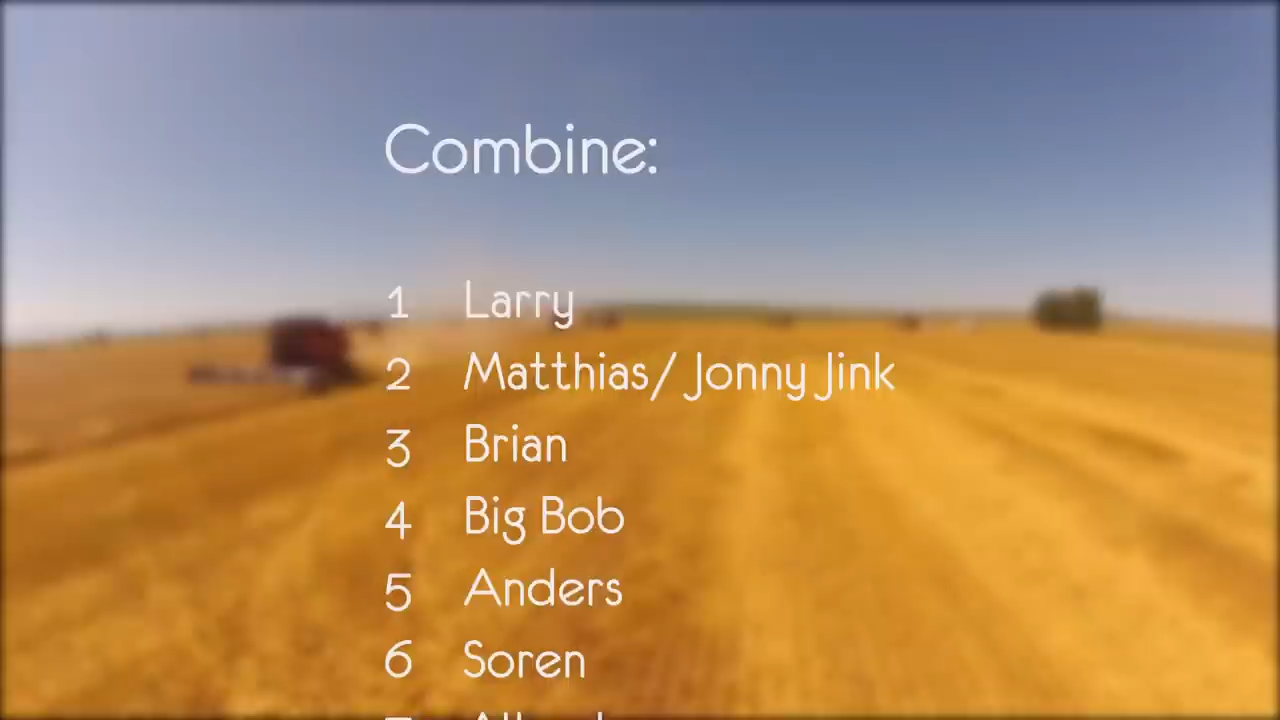 Combine:
1 Larry
2 Matthias/ Jonny Jink
3 Brian
4 Big Bob
5 Anders
6 Soren